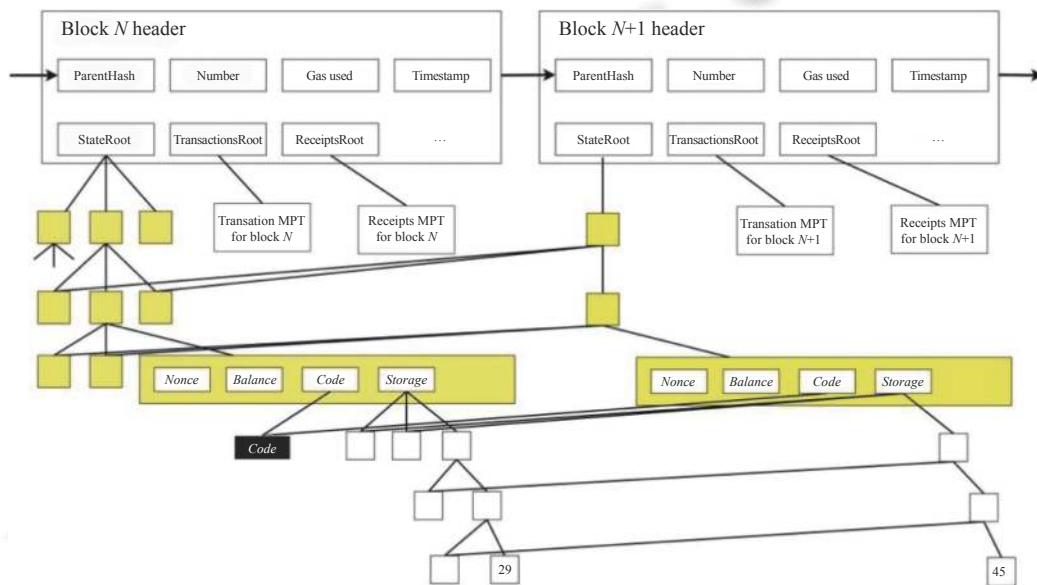 Block N header
Block N+1 header
ParentHash
Number
Gas used
Timestamp
ParentHash
Number
Gas used
Timestamp
StateRoot
TransactionsRoot
ReceiptsRoot
...
StateRoot
TransactionsRoot
ReceiptsRoot
...
Transation MPT
for block N
Receipts MPT
for block N
Transation MPT
for block N+1
Receipts MPT
for block N+1
Nonce
Balance
Code
Storage
Nonce
Balance
Code
Storage
Code
29
45